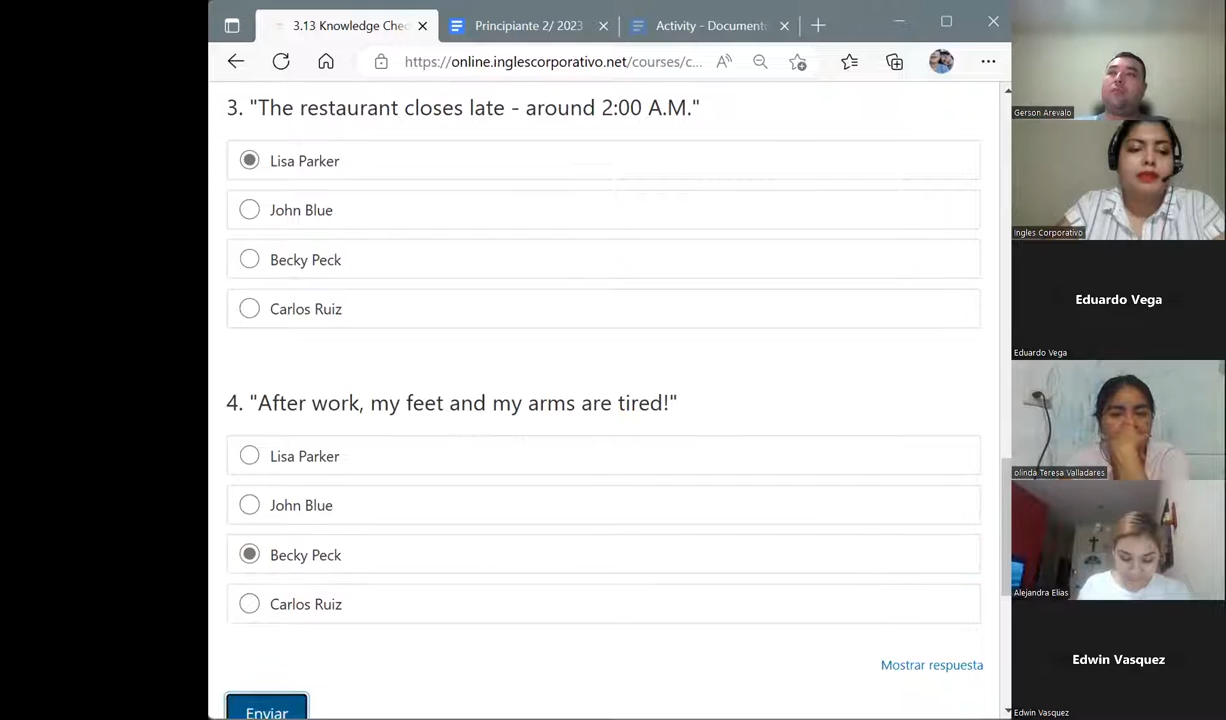 3.13 Knowledge Chec
Principiante 2/ 2023
Activity - Document
https://online.inglescorporativo.net/courses/c...
3. "The restaurant closes late - around 2:00 A.M."
Lisa Parker
John Blue
Becky Peck
Carlos Ruiz
4. "After work, my feet and my arms are tired!"
Lisa Parker
John Blue
Becky Peck
Carlos Ruiz
Mostrar respuesta
Enviar
Gerson Arevalo
Ingles Corporativo
Eduardo Vega
Eduardo Vega
olinda Teresa Valladares
Alejandra Elias
Edwin Vasquez
Edwin Vasquez